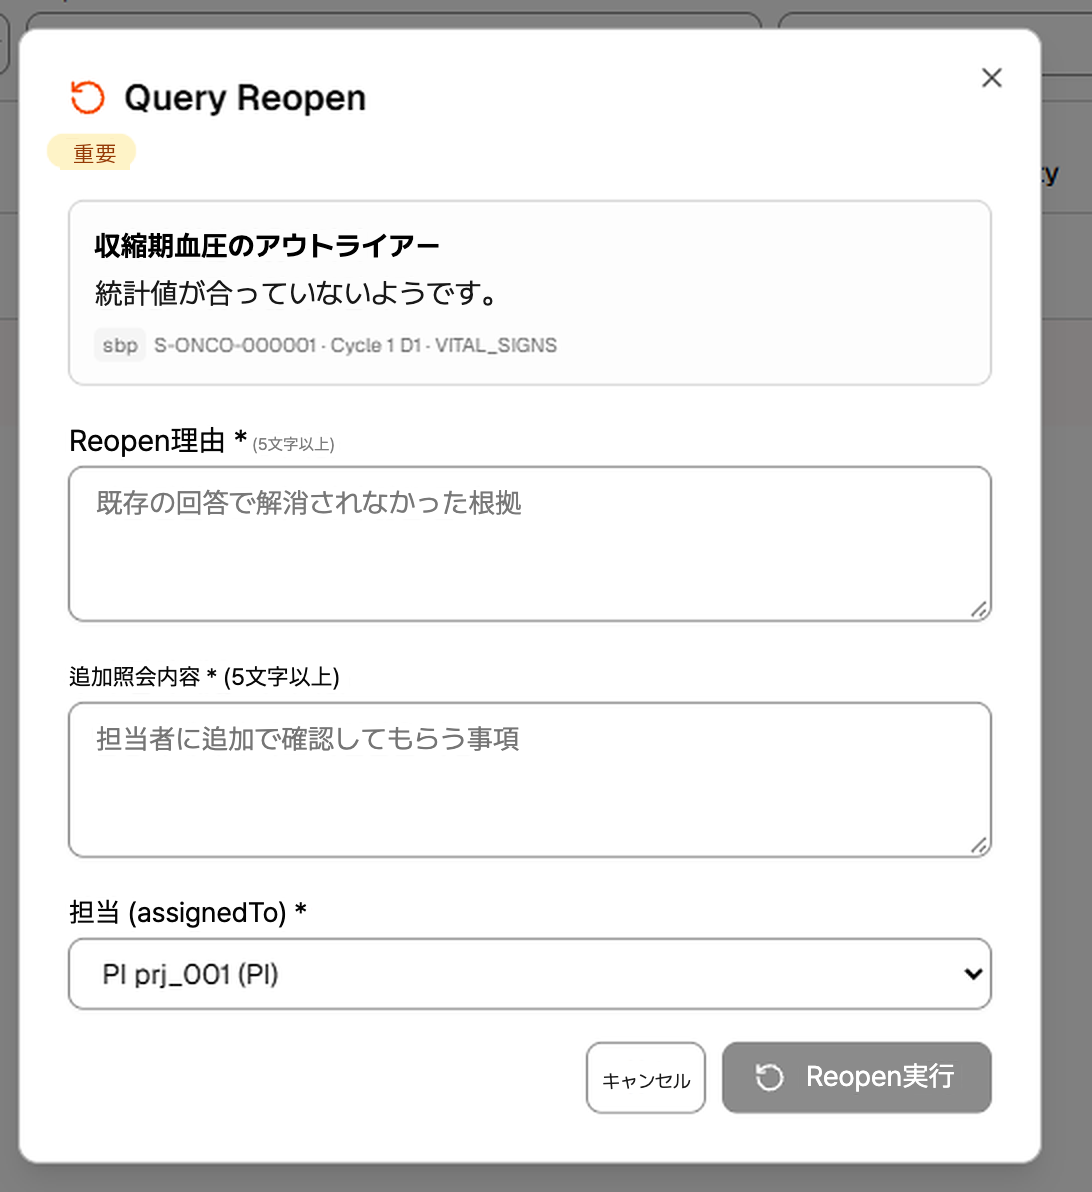 Query Reopen
重要
ty
収縮期血圧のアウトライアー
統計値が合っていないようです。
sbp S-ONCO-000001 · Cycle 1 D1 · VITAL_SIGNS
Reopen理由 * (5文字以上)
既存の回答で解消されなかった根拠
追加照会内容 * (5文字以上)
担当者に追加で確認してもらう事項
担当 (assignedTo) *
PI prj_001 (PI)
キャンセル Reopen実行